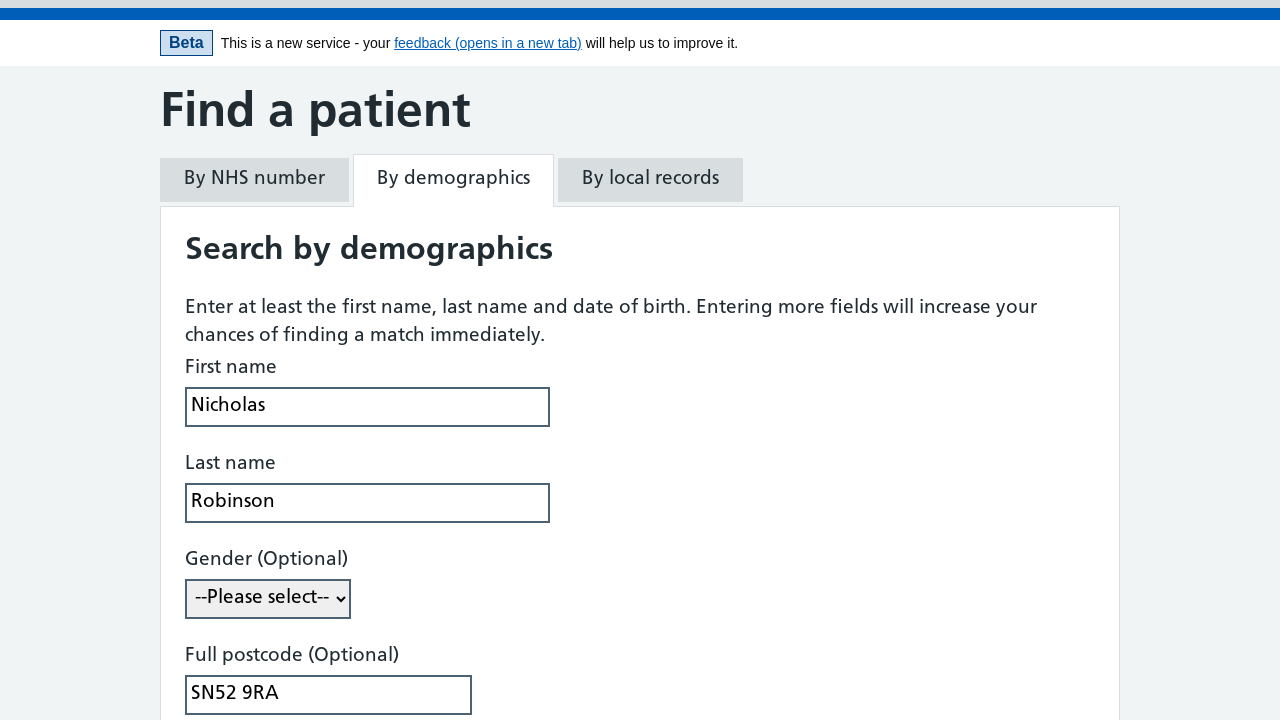 Beta This is a new service - your feedback (opens in a new tab) will help us to improve it.
Find a patient
By NHS number By demographics By local records
Search by demographics
Enter at least the first name, last name and date of birth. Entering more fields will increase your
chances of finding a match immediately.
First name
Nicholas
Last name
Robinson
Gender (Optional)
--Please select--
Full postcode (Optional)
SN52 9RA